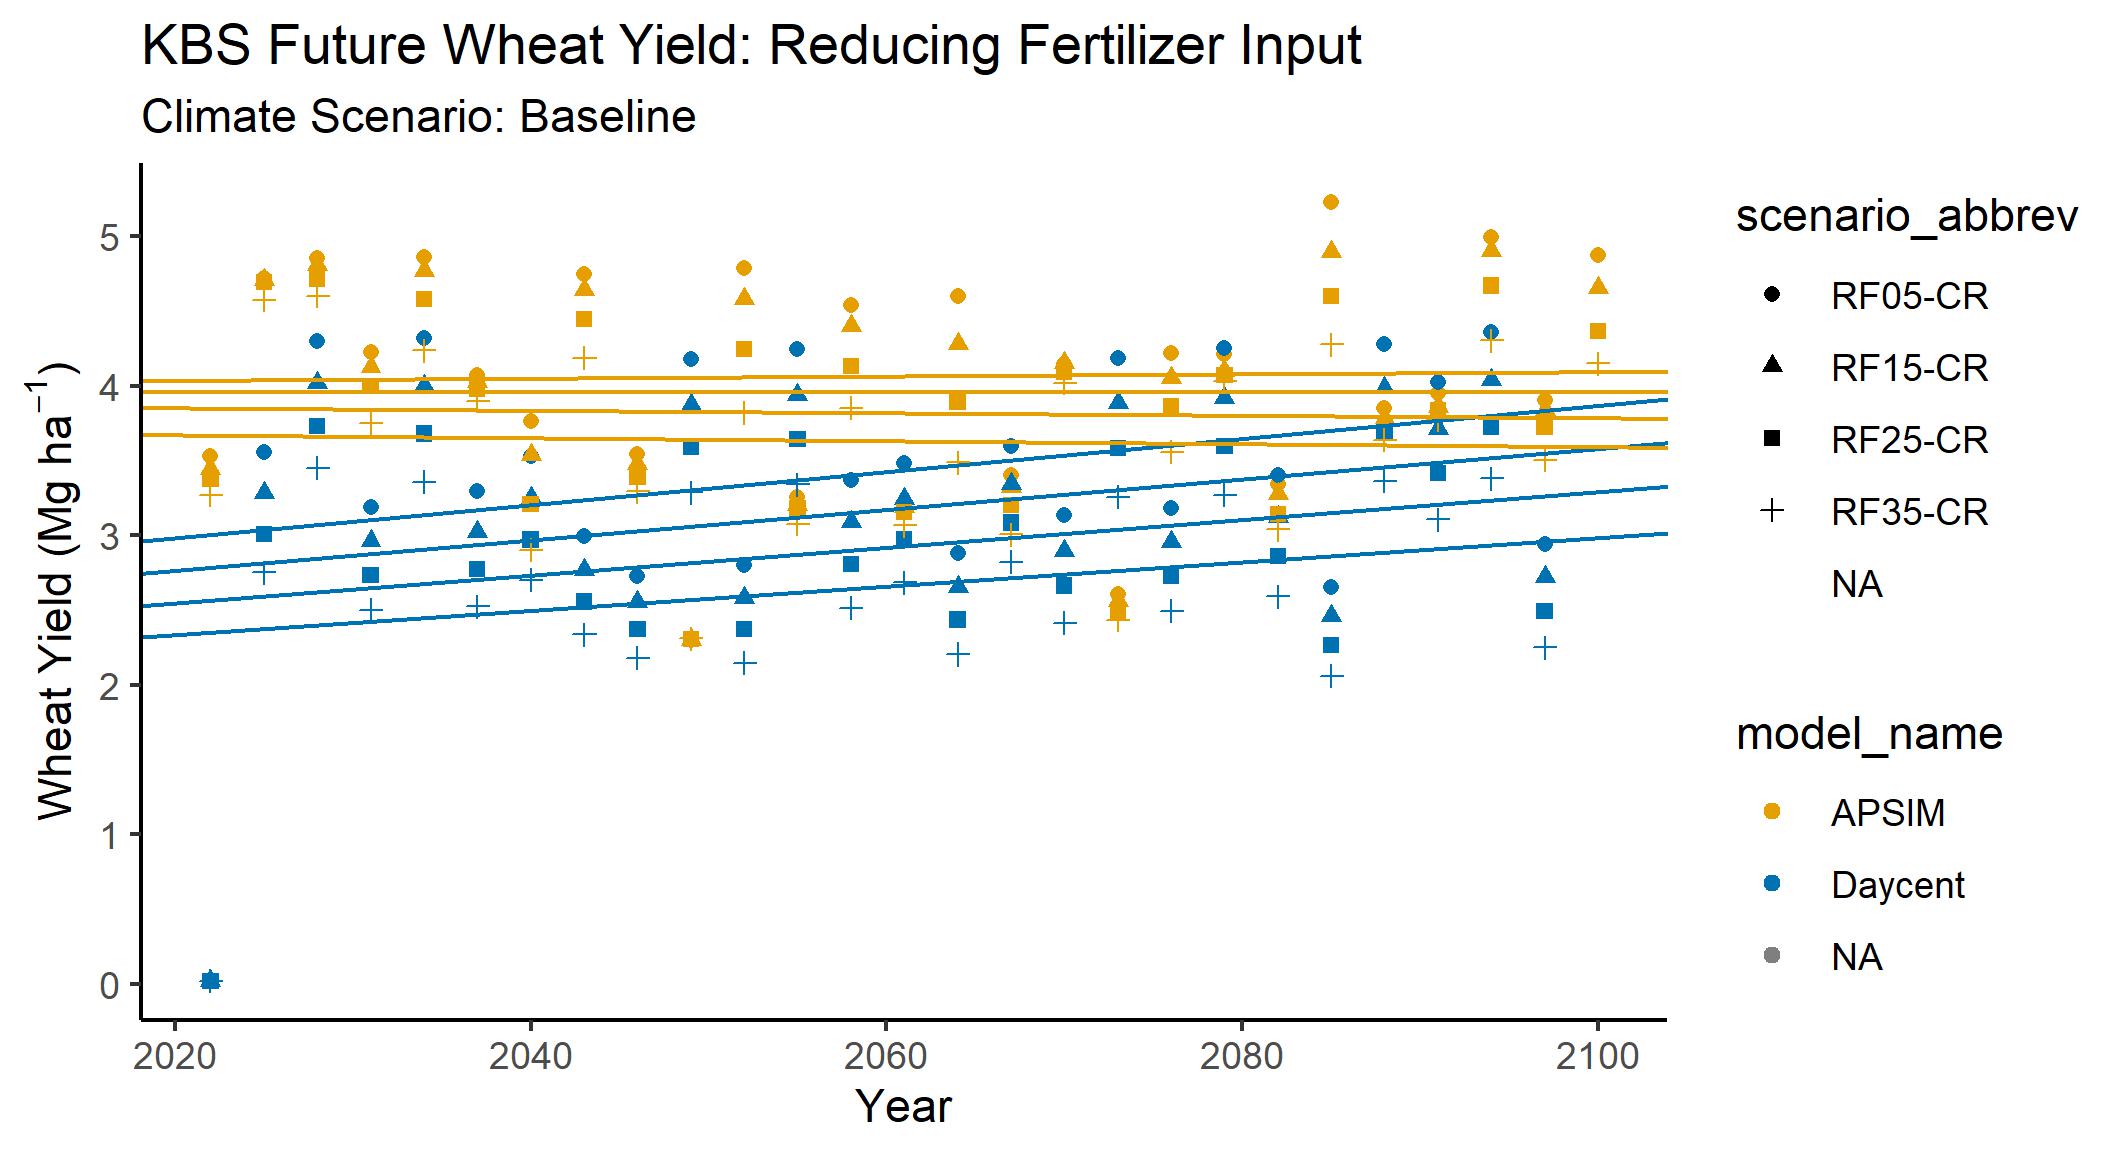 KBS Future Wheat Yield: Reducing Fertilizer Input
Climate Scenario: Baseline
Wheat Yield (Mg ha⁻¹)
5
4
3
2
1
0
2020 2040 2060 2080 2100
Year
scenario_abbrev
RF05-CR
RF15-CR
RF25-CR
RF35-CR
NA
model_name
APSIM
Daycent
NA